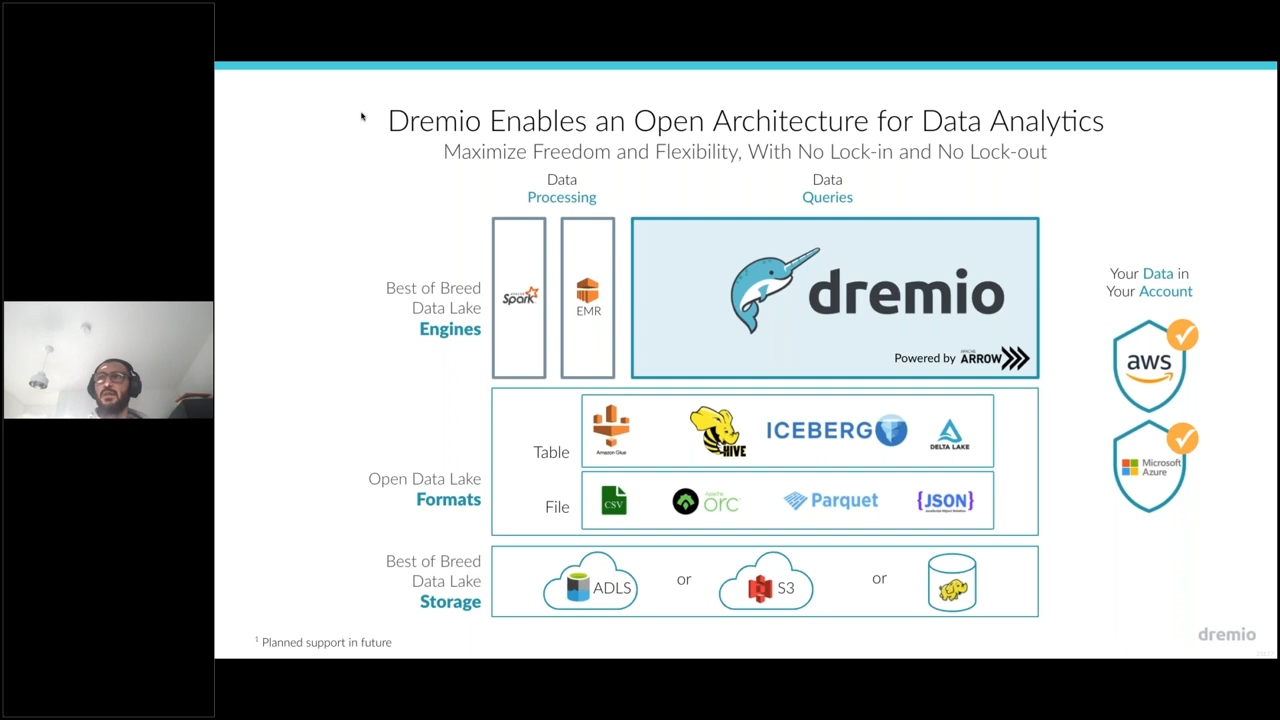 Dremio Enables an Open Architecture for Data Analytics
Maximize Freedom and Flexibility, With No Lock-in and No Lock-out
Data
Processing
Data
Queries
Best of Breed
Data Lake
Engines
Spark
EMR
dremio
Powered by APACHE ARROW
Your Data in
Your Account
aws
Microsoft
Azure
Open Data Lake
Formats
Table
Amazon Glue
HIVE
ICEBERG
DELTA LAKE
File
CSV
orc
Parquet
{JSON}
JavaScript Object Notation
Best of Breed
Data Lake
Storage
ADLS
or
S3
or
1 Planned support in future
dremio